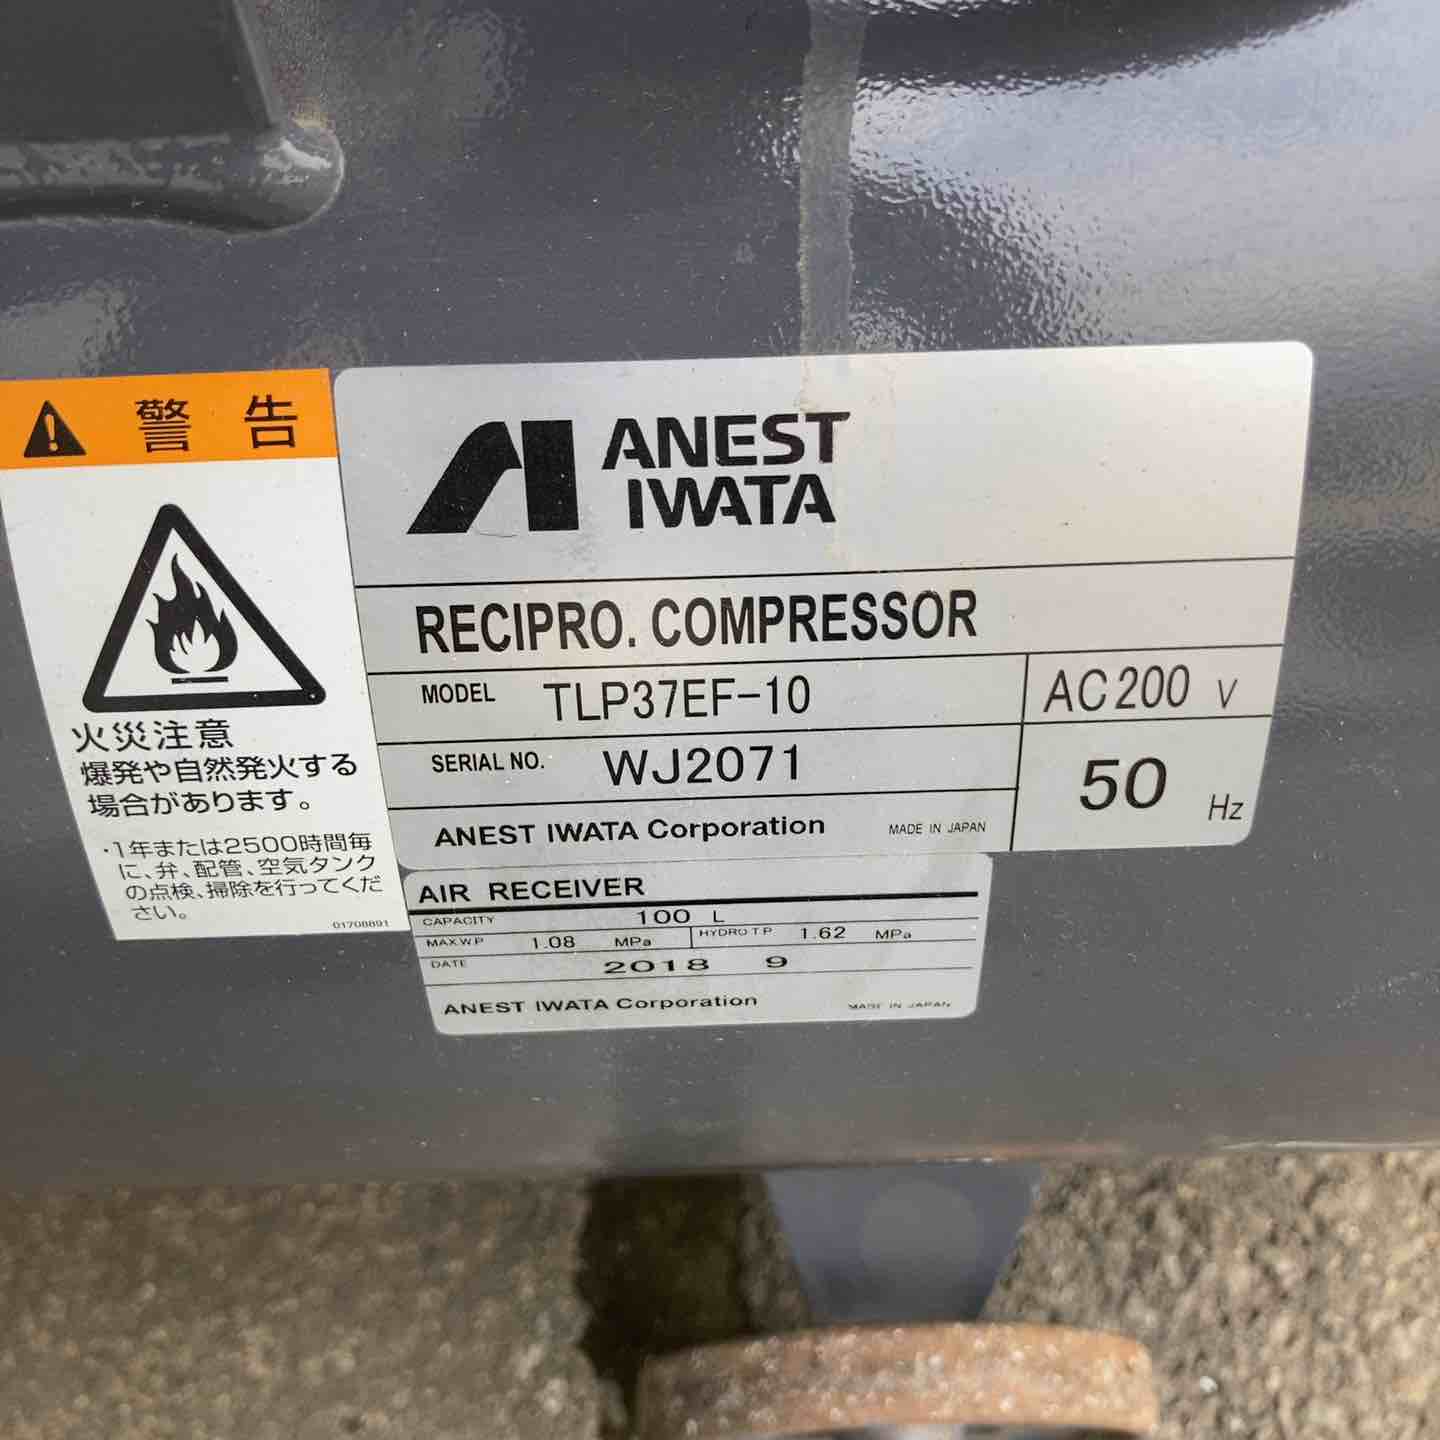 警告
火災注意
爆発や自然発火する
場合があります。
・1年または2500時間毎
に、弁、配管、空気タンク
の点検、掃除を行ってくだ
さい。
01708891
ANEST
IWATA
RECIPRO. COMPRESSOR
MODEL TLP37EF-10 AC200 V
SERIAL NO. WJ2071
50 Hz
ANEST IWATA Corporation MADE IN JAPAN
AIR RECEIVER
CAPACITY 100 L
MAX.W.P 1.08 MPa HYDRO T.P 1.62 MPa
DATE 2018 9
ANEST IWATA Corporation MADE IN JAPAN